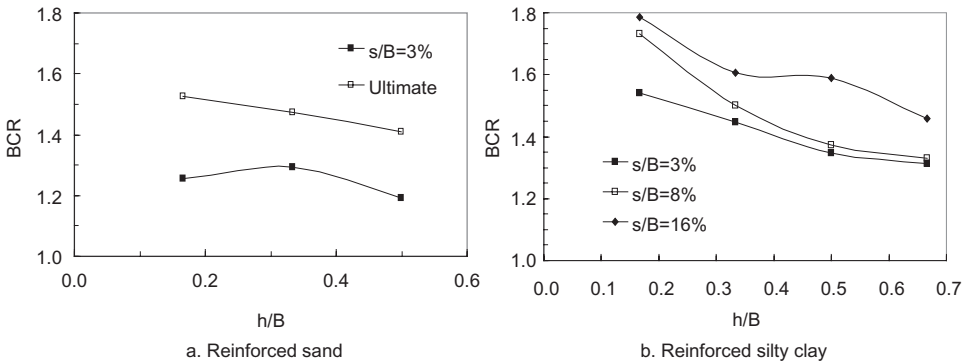 1.8
1.6
1.4
1.2
1.0
BCR
s/B=3%
Ultimate
0.0 0.2 0.4 0.6
h/B
a. Reinforced sand
1.8
1.6
1.4
1.2
1.0
BCR
s/B=3%
s/B=8%
s/B=16%
0.0 0.1 0.2 0.3 0.4 0.5 0.6 0.7
h/B
b. Reinforced silty clay